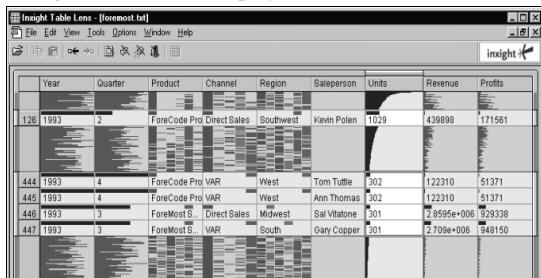 Inxight Table Lens - [foremost.txt]
File Edit View Tools Options Window Help
inxight
Year Quarter Product Channel Region Saleperson Units Revenue Profits
126 1993 2 ForeCode Pro Direct Sales Southwest Kevin Polen 1029 439898 171561
444 1993 4 ForeCode Pro VAR West Tom Tuttle 302 122310 51371
445 1993 4 ForeCode Pro VAR West Ann Thomas 302 122310 51371
446 1993 3 ForeMost S... Direct Sales Midwest Sal Vitatone 301 2.8595e+006 929338
447 1993 3 ForeMost S... VAR South Gary Copper 301 2.709e+006 948150